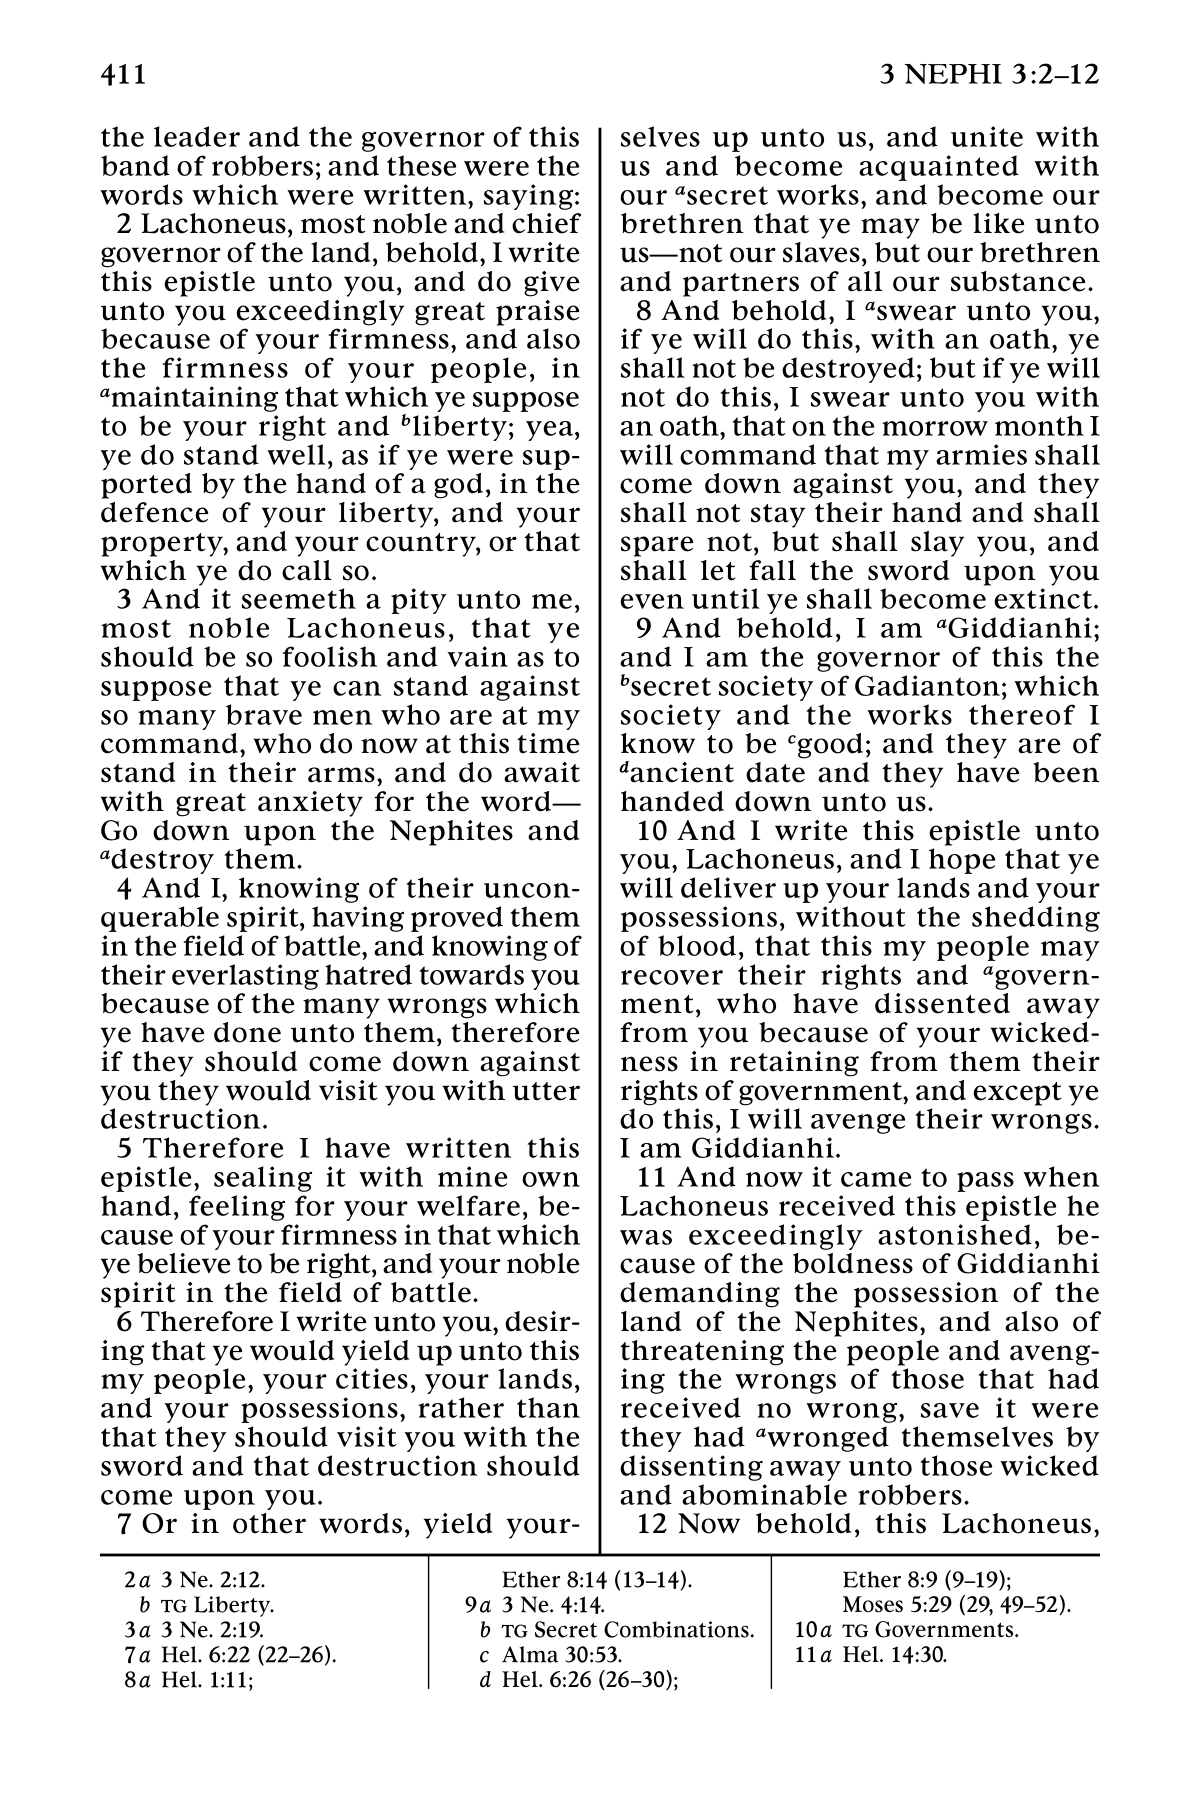 411
3 NEPHI 3:2–12
the leader and the governor of this
band of robbers; and these were the
words which were written, saying:
2 Lachoneus, most noble and chief
governor of the land, behold, I write
this epistle unto you, and do give
unto you exceedingly great praise
because of your firmness, and also
the firmness of your people, in
amaintaining that which ye suppose
to be your right and bliberty; yea,
ye do stand well, as if ye were sup-
ported by the hand of a god, in the
defence of your liberty, and your
property, and your country, or that
which ye do call so.
3 And it seemeth a pity unto me,
most noble Lachoneus, that ye
should be so foolish and vain as to
suppose that ye can stand against
so many brave men who are at my
command, who do now at this time
stand in their arms, and do await
with great anxiety for the word—
Go down upon the Nephites and
adestroy them.
4 And I, knowing of their uncon-
querable spirit, having proved them
in the field of battle, and knowing of
their everlasting hatred towards you
because of the many wrongs which
ye have done unto them, therefore
if they should come down against
you they would visit you with utter
destruction.
5 Therefore I have written this
epistle, sealing it with mine own
hand, feeling for your welfare, be-
cause of your firmness in that which
ye believe to be right, and your noble
spirit in the field of battle.
6 Therefore I write unto you, desir-
ing that ye would yield up unto this
my people, your cities, your lands,
and your possessions, rather than
that they should visit you with the
sword and that destruction should
come upon you.
7 Or in other words, yield your-
selves up unto us, and unite with
us and become acquainted with
our asecret works, and become our
brethren that ye may be like unto
us—not our slaves, but our brethren
and partners of all our substance.
8 And behold, I aswear unto you,
if ye will do this, with an oath, ye
shall not be destroyed; but if ye will
not do this, I swear unto you with
an oath, that on the morrow month I
will command that my armies shall
come down against you, and they
shall not stay their hand and shall
spare not, but shall slay you, and
shall let fall the sword upon you
even until ye shall become extinct.
9 And behold, I am aGiddianhi;
and I am the governor of this the
bsecret society of Gadianton; which
society and the works thereof I
know to be cgood; and they are of
dancient date and they have been
handed down unto us.
10 And I write this epistle unto
you, Lachoneus, and I hope that ye
will deliver up your lands and your
possessions, without the shedding
of blood, that this my people may
recover their rights and agovern-
ment, who have dissented away
from you because of your wicked-
ness in retaining from them their
rights of government, and except ye
do this, I will avenge their wrongs.
I am Giddianhi.
11 And now it came to pass when
Lachoneus received this epistle he
was exceedingly astonished, be-
cause of the boldness of Giddianhi
demanding the possession of the
land of the Nephites, and also of
threatening the people and aveng-
ing the wrongs of those that had
received no wrong, save it were
they had awronged themselves by
dissenting away unto those wicked
and abominable robbers.
12 Now behold, this Lachoneus,
2a 3 Ne. 2:12.
b TG Liberty.
3a 3 Ne. 2:19.
7a Hel. 6:22 (22–26).
8a Hel. 1:11;
Ether 8:14 (13–14).
9a 3 Ne. 4:14.
b TG Secret Combinations.
c Alma 30:53.
d Hel. 6:26 (26–30);
Ether 8:9 (9–19);
Moses 5:29 (29, 49–52).
10a TG Governments.
11a Hel. 14:30.